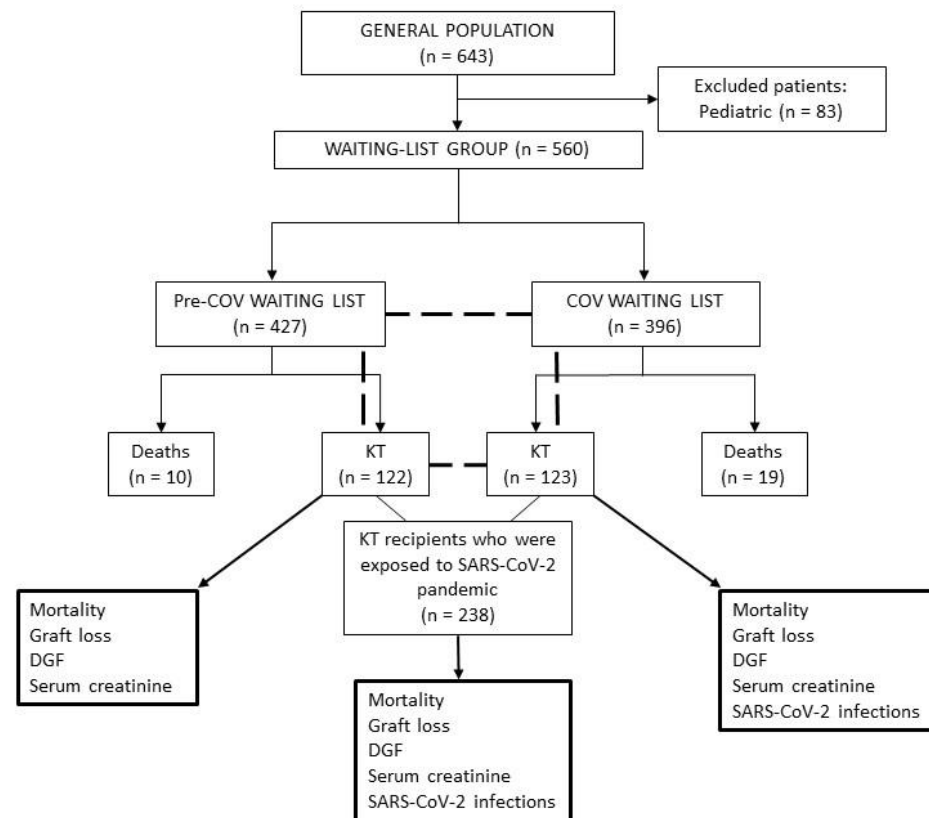 GENERAL POPULATION
(n = 643)
Excluded patients:
Pediatric (n = 83)
WAITING-LIST GROUP (n = 560)
Pre-COV WAITING LIST
(n = 427)
COV WAITING LIST
(n = 396)
Deaths
(n = 10)
KT
(n = 122)
KT
(n = 123)
Deaths
(n = 19)
KT recipients who were
exposed to SARS-CoV-2
pandemic
(n = 238)
Mortality
Graft loss
DGF
Serum creatinine
Mortality
Graft loss
DGF
Serum creatinine
SARS-CoV-2 infections
Mortality
Graft loss
DGF
Serum creatinine
SARS-CoV-2 infections